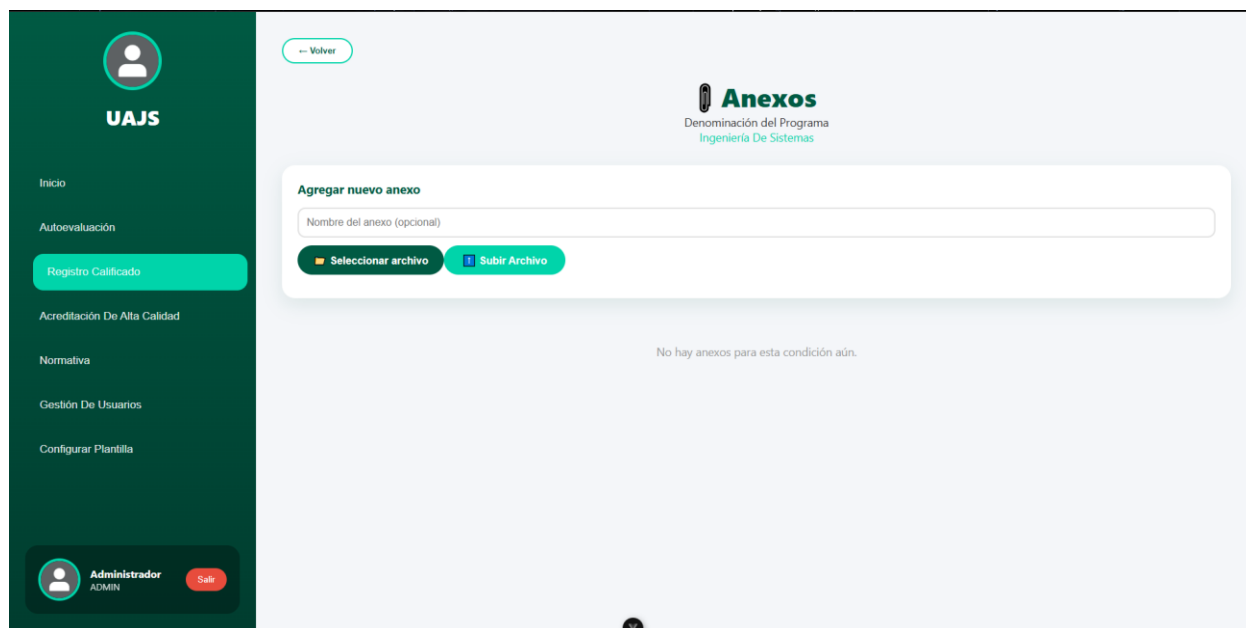 UAJS
Inicio
Autoevaluación
Registro Calificado
Acreditación De Alta Calidad
Normativa
Gestión De Usuarios
Configurar Plantilla
Administrador
ADMIN
Salir
← Volver
Anexos
Denominación del Programa
Ingeniería De Sistemas
Agregar nuevo anexo
Nombre del anexo (opcional)
Seleccionar archivo
Subir Archivo
No hay anexos para esta condición aún.